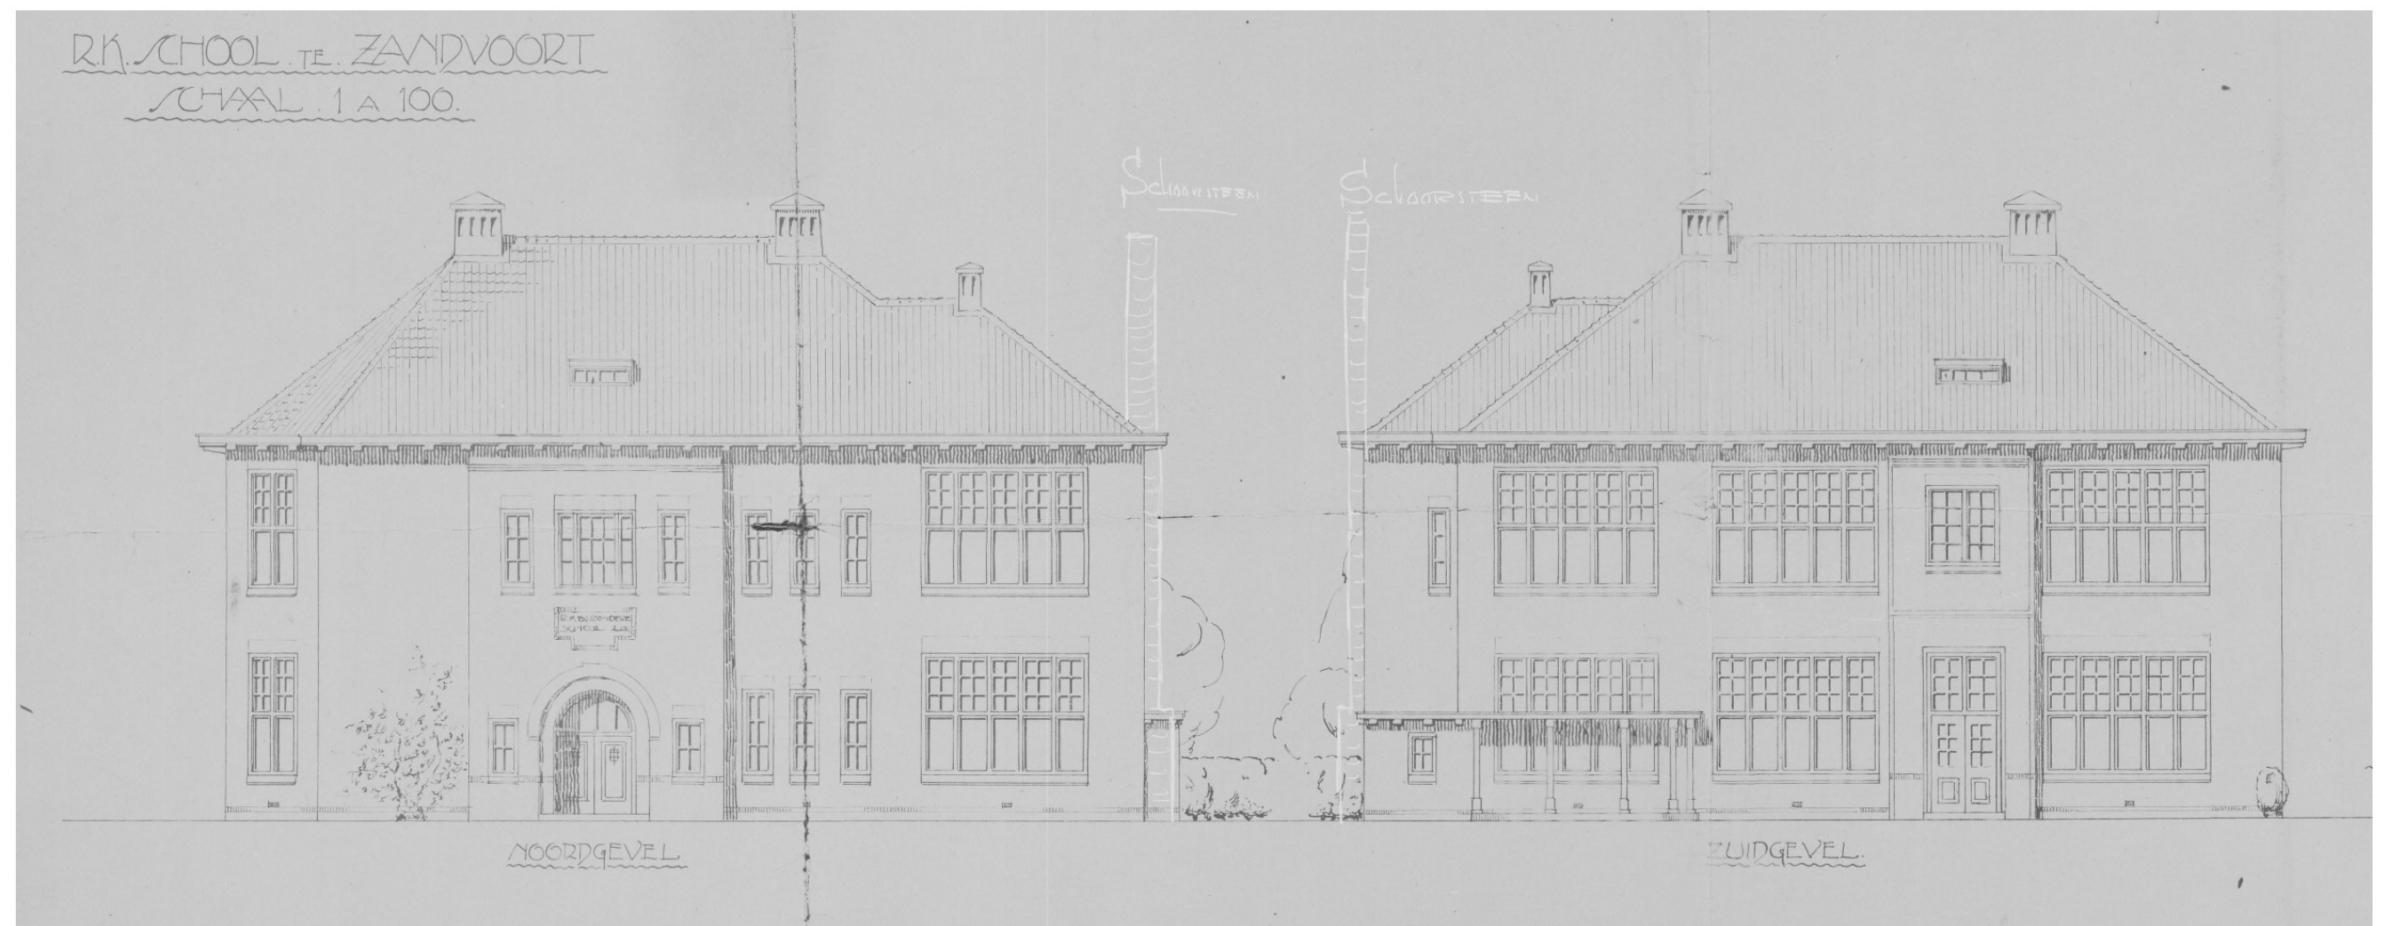 R.K. SCHOOL. TE. ZANDVOORT
SCHAAL. 1 A 100.
SCHOORSTEEN
SCHOORSTEEN
NOORDGEVEL
ZUIDGEVEL.